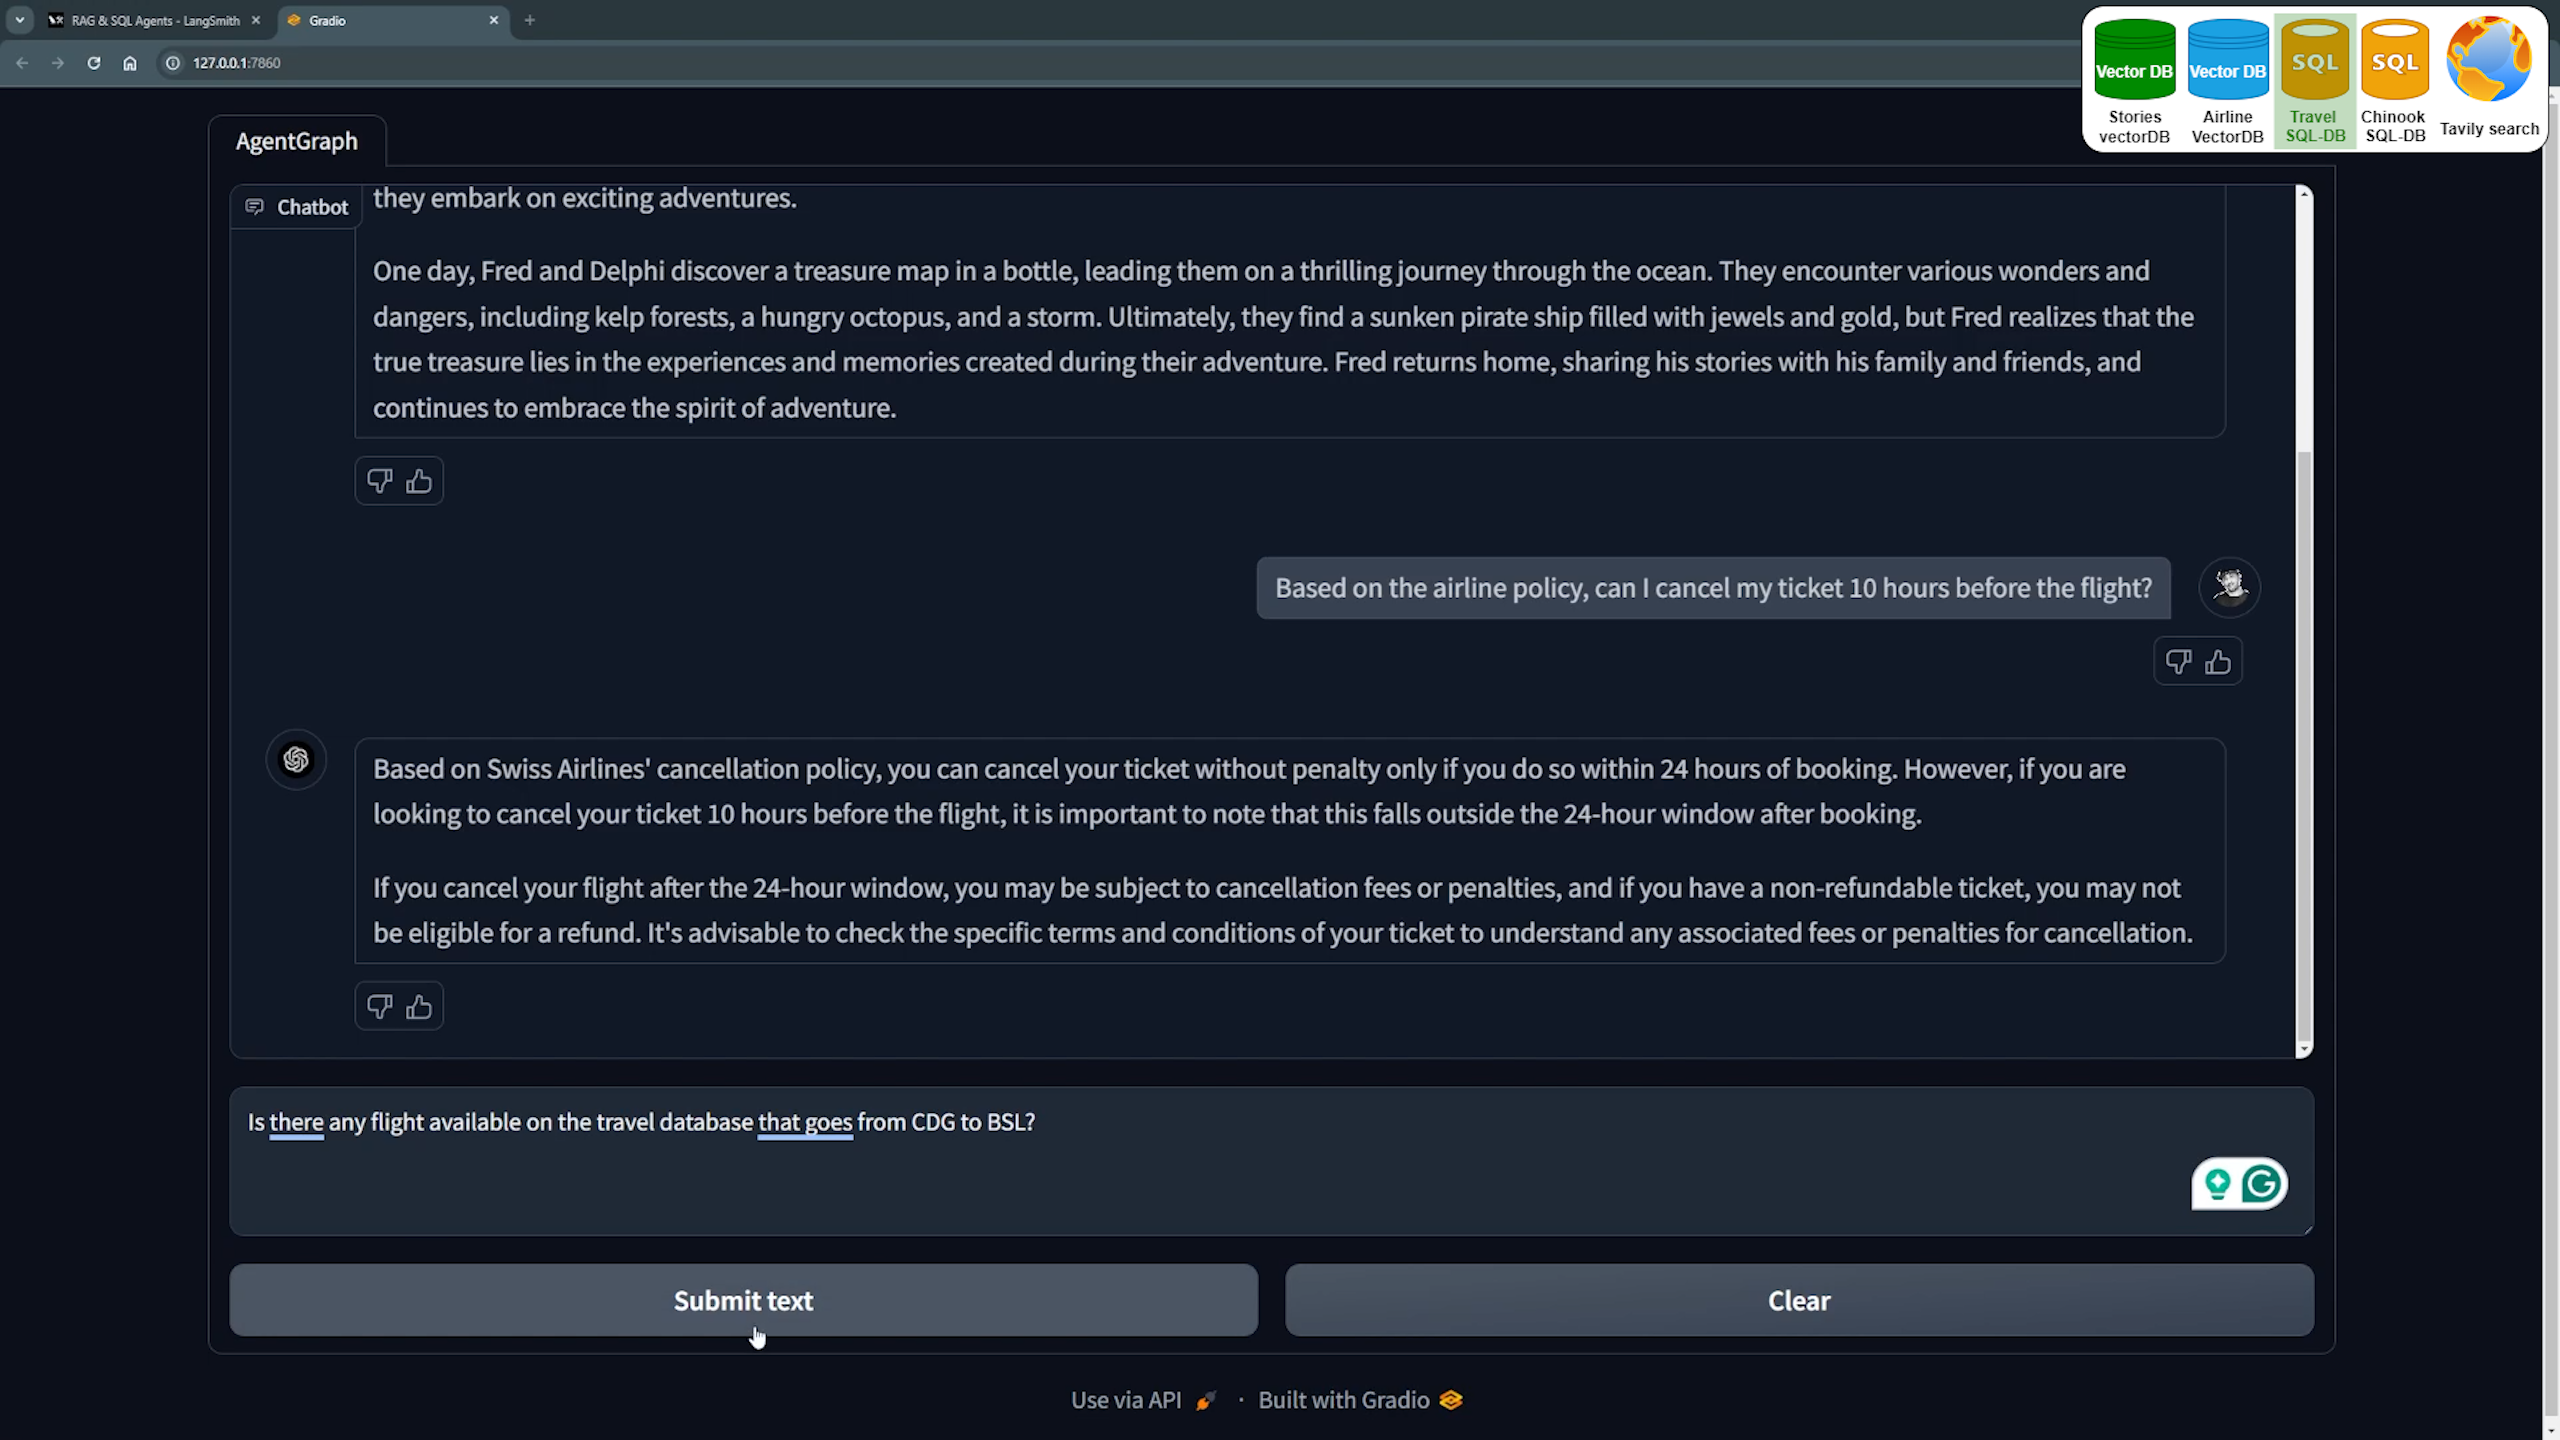 RAG & SQL Agents - LangSmith
Gradio
127.0.0.1:7860
Vector DB
Vector DB
SQL
SQL
Stories
vectorDB
Airline
VectorDB
Travel
SQL-DB
Chinook
SQL-DB
Tavily search
AgentGraph
Chatbot
they embark on exciting adventures.
One day, Fred and Delphi discover a treasure map in a bottle, leading them on a thrilling journey through the ocean. They encounter various wonders and
dangers, including kelp forests, a hungry octopus, and a storm. Ultimately, they find a sunken pirate ship filled with jewels and gold, but Fred realizes that the
true treasure lies in the experiences and memories created during their adventure. Fred returns home, sharing his stories with his family and friends, and
continues to embrace the spirit of adventure.
Based on the airline policy, can I cancel my ticket 10 hours before the flight?
Based on Swiss Airlines' cancellation policy, you can cancel your ticket without penalty only if you do so within 24 hours of booking. However, if you are
looking to cancel your ticket 10 hours before the flight, it is important to note that this falls outside the 24-hour window after booking.
If you cancel your flight after the 24-hour window, you may be subject to cancellation fees or penalties, and if you have a non-refundable ticket, you may not
be eligible for a refund. It's advisable to check the specific terms and conditions of your ticket to understand any associated fees or penalties for cancellation.
Is there any flight available on the travel database that goes from CDG to BSL?
Submit text
Clear
Use via API · Built with Gradio